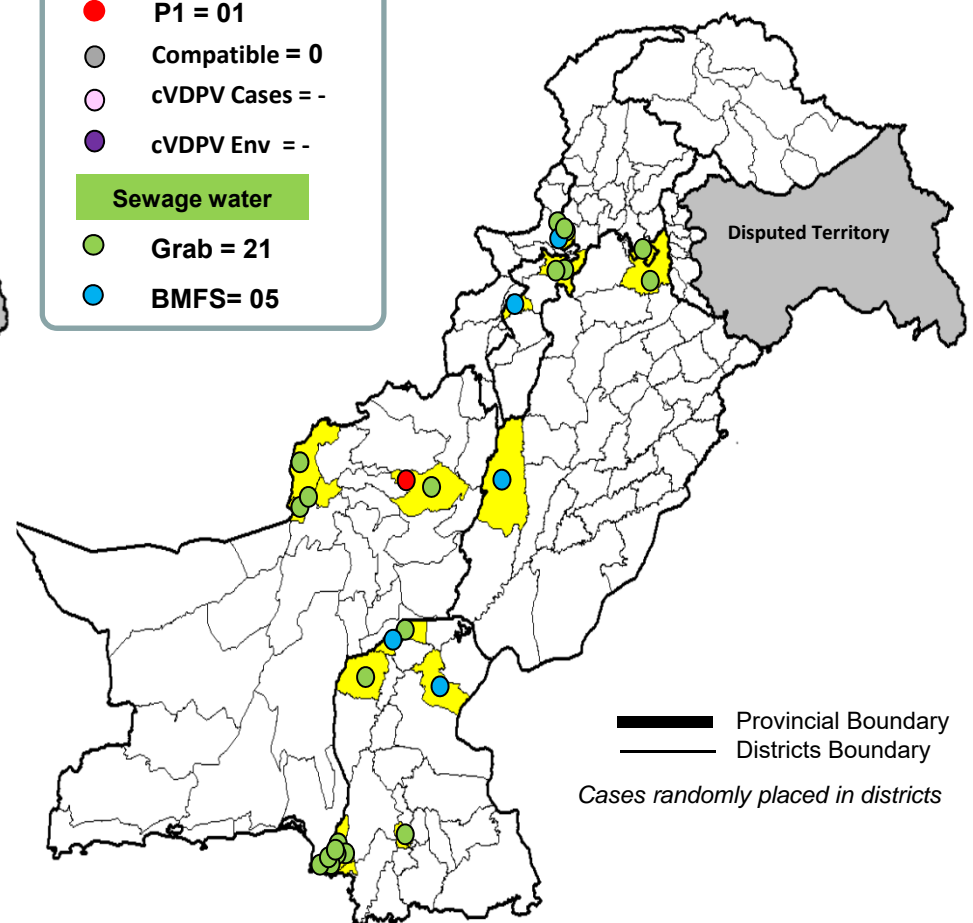 P1 = 01
Compatible = 0
cVDPV Cases = -
cVDPV Env = -
Sewage water
Grab = 21
BMFS= 05
Disputed Territory
Provincial Boundary
Districts Boundary
Cases randomly placed in districts